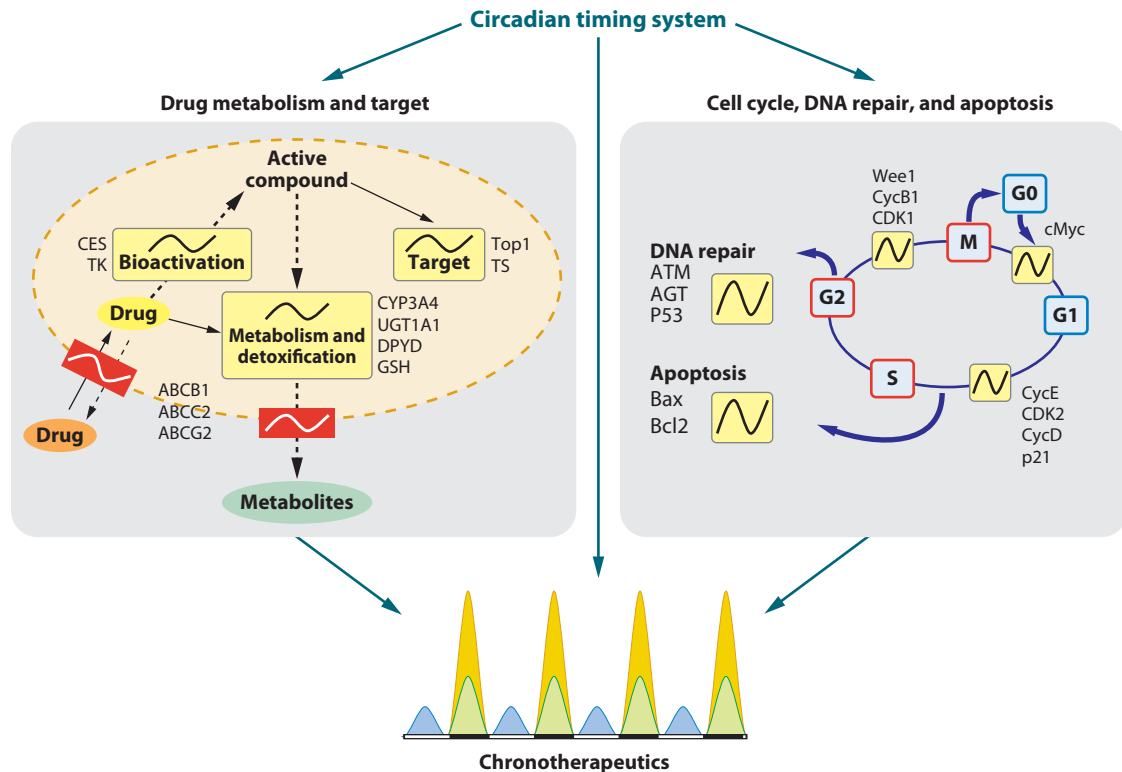 Circadian timing system
Drug metabolism and target
Active
compound
CES
TK
Bioactivation
Target
Top1
TS
Drug
Metabolism and
detoxification
CYP3A4
UGT1A1
DPYD
GSH
ABCB1
ABCC2
ABCG2
Drug
Metabolites
Cell cycle, DNA repair, and apoptosis
Wee1
CycB1
CDK1
G0
M
cMyc
DNA repair
ATM
AGT
P53
G2
G1
Apoptosis
Bax
Bcl2
S
CycE
CDK2
CycD
p21
Chronotherapeutics